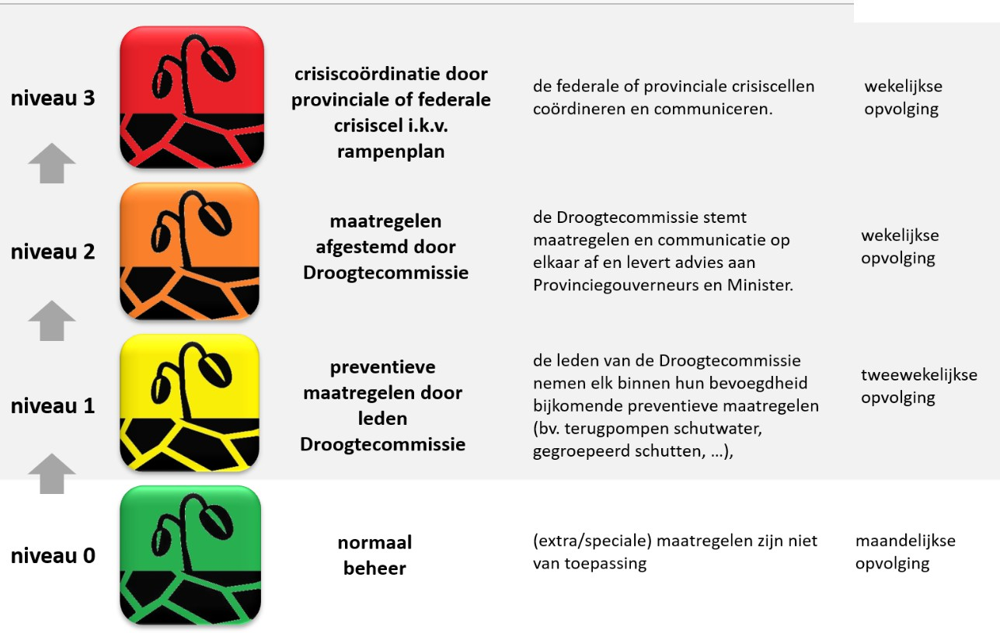 niveau 3
crisiscoördinatie door
provinciale of federale
crisiscel i.k.v.
rampenplan
de federale of provinciale crisiscellen
coördineren en communiceren.
wekelijkse
opvolging
niveau 2
maatregelen
afgestemd door
Droogtecommissie
de Droogtecommissie stemt
maatregelen en communicatie op
elkaar af en levert advies aan
Provinciegouverneurs en Minister.
wekelijkse
opvolging
niveau 1
preventieve
maatregelen door
leden
Droogtecommissie
de leden van de Droogtecommissie
nemen elk binnen hun bevoegdheid
bijkomende preventieve maatregelen
(bv. terugpompen schutwater,
gegroepeerd schutten, ...),
tweewekelijkse
opvolging
niveau 0
normaal
beheer
(extra/speciale) maatregelen zijn niet
van toepassing
maandelijkse
opvolging